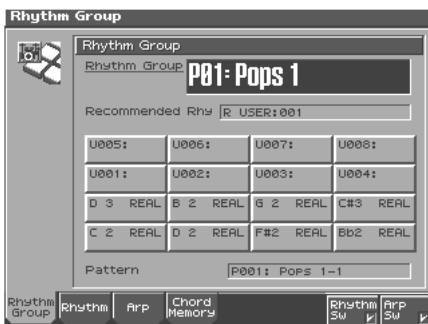 Rhythm Group
Rhythm Group
Rhythm Group P01: Pops 1
Recommended Rhy R USER:001
U005: U006: U007: U008:
U001: U002: U003: U004:
D 3 REAL B 2 REAL G 2 REAL C#3 REAL
C 2 REAL D 2 REAL F#2 REAL Bb2 REAL
Pattern P001: Pops 1-1
Rhythm Group Rhythm Arp Chord Memory Rhythm Sw Arp Sw